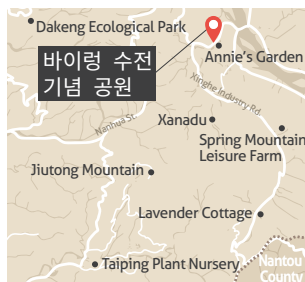 Dakeng Ecological Park
바이렁 수전
기념 공원
Annie's Garden
Xinghe Industry Rd.
Nanhua St.
Xanadu
Spring Mountain
Leisure Farm
Jiutong Mountain
Lavender Cottage
Nantou
County
Taiping Plant Nursery